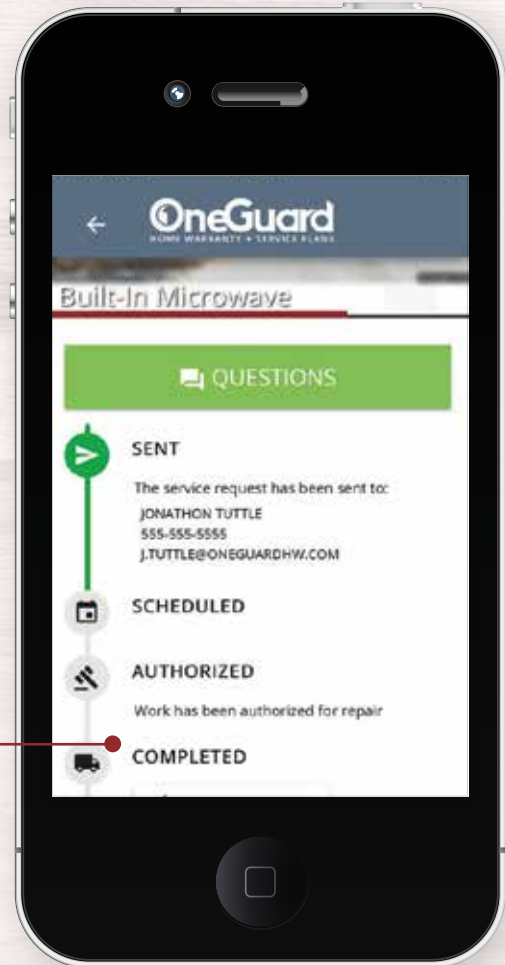 OneGuard
HOME WARRANTY + SERVICE PLANS
Built-In Microwave
QUESTIONS
SENT
The service request has been sent to:
JONATHON TUTTLE
555-555-5555
J.TUTTLE@ONEGUARDHW.COM
SCHEDULED
AUTHORIZED
Work has been authorized for repair
COMPLETED